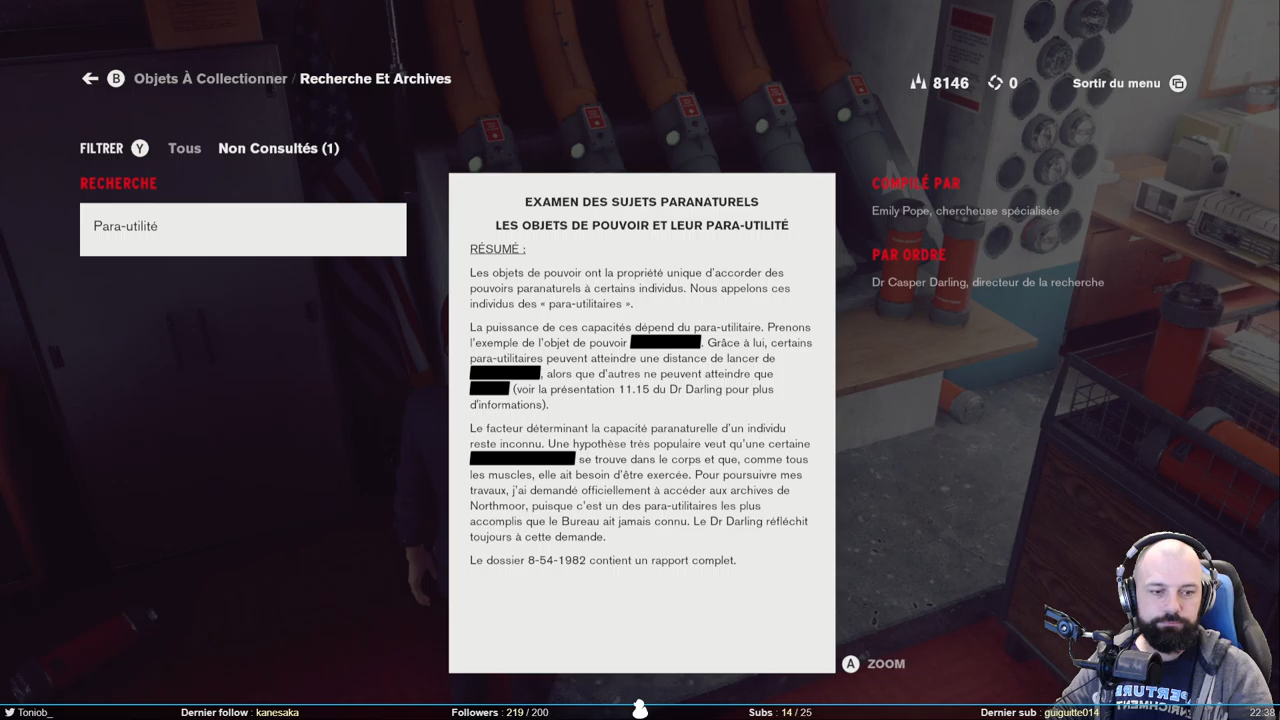 B Objets À Collectionner / Recherche Et Archives
8146 0 Sortir du menu
FILTRER Y Tous Non Consultés (1)
RECHERCHE
Para-utilité
EXAMEN DES SUJETS PARANATURELS
LES OBJETS DE POUVOIR ET LEUR PARA-UTILITÉ
RÉSUMÉ :
Les objets de pouvoir ont la propriété unique d'accorder des
pouvoirs paranaturels à certains individus. Nous appelons ces
individus des « para-utilitaires ».
La puissance de ces capacités dépend du para-utilitaire. Prenons
l'exemple de l'objet de pouvoir . Grâce à lui, certains
para-utilitaires peuvent atteindre une distance de lancer de
, alors que d'autres ne peuvent atteindre que
(voir la présentation 11.15 du Dr Darling pour plus
d'informations).
Le facteur déterminant la capacité paranaturelle d'un individu
reste inconnu. Une hypothèse très populaire veut qu'une certaine
se trouve dans le corps et que, comme tous
les muscles, elle ait besoin d'être exercée. Pour poursuivre mes
travaux, j'ai demandé officiellement à accéder aux archives de
Northmoor, puisque c'est un des para-utilitaires les plus
accomplis que le Bureau ait jamais connu. Le Dr Darling réfléchit
toujours à cette demande.
Le dossier 8-54-1982 contient un rapport complet.
COMPILÉ PAR
Emily Pope, chercheuse spécialisée
PAR ORDRE
Dr Casper Darling, directeur de la recherche
A ZOOM
Toniob_ Dernier follow : kanesaka Followers : 219 / 200 Subs : 14 / 25 Dernier sub : guiguitte014 22:38